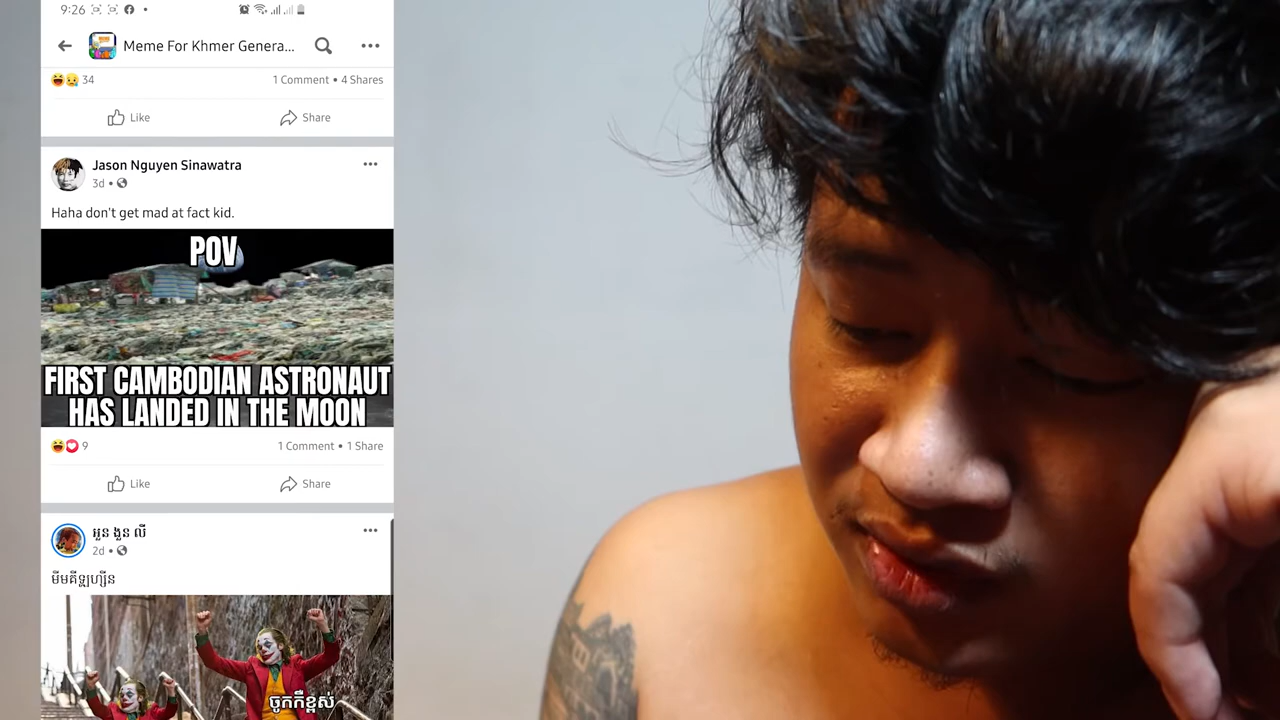 9:26
Meme For Khmer Genera...
34
1 Comment • 4 Shares
Like
Share
Jason Nguyen Sinawatra
3d •
Haha don't get mad at fact kid.
POV
FIRST CAMBODIAN ASTRONAUT
HAS LANDED IN THE MOON
9
1 Comment • 1 Share
Like
Share
អួន ងួន លី
2d •
មីមគីឡូហ្សីន
ចូកកឺខ្ពស់